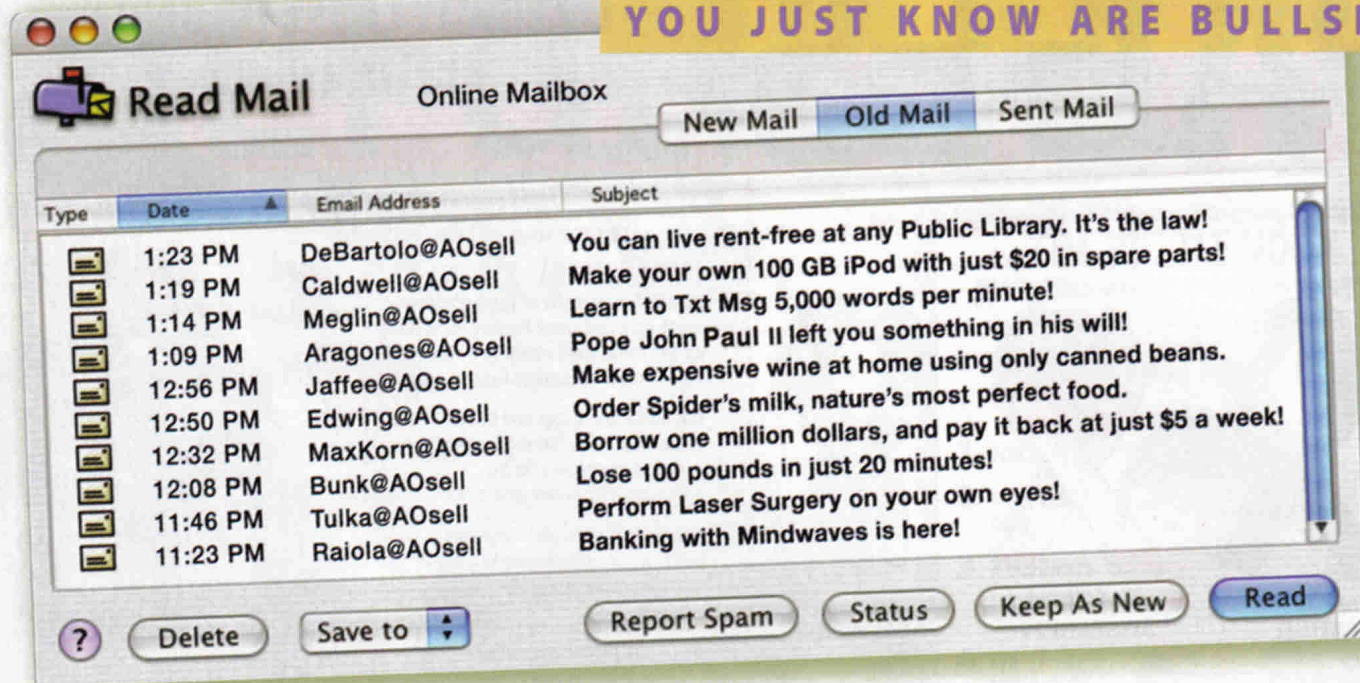 YOU JUST KNOW ARE BULLS
Read Mail Online Mailbox
New Mail Old Mail Sent Mail
Type Date Email Address Subject
1:23 PM DeBartolo@AOsell You can live rent-free at any Public Library. It's the law!
1:19 PM Caldwell@AOsell Make your own 100 GB iPod with just $20 in spare parts!
1:14 PM Meglin@AOsell Learn to Txt Msg 5,000 words per minute!
1:09 PM Aragones@AOsell Pope John Paul II left you something in his will!
12:56 PM Jaffee@AOsell Make expensive wine at home using only canned beans.
12:50 PM Edwing@AOsell Order Spider's milk, nature's most perfect food.
12:32 PM MaxKorn@AOsell Borrow one million dollars, and pay it back at just $5 a week!
12:08 PM Bunk@AOsell Lose 100 pounds in just 20 minutes!
11:46 PM Tulka@AOsell Perform Laser Surgery on your own eyes!
11:23 PM Raiola@AOsell Banking with Mindwaves is here!
? Delete Save to Report Spam Status Keep As New Read